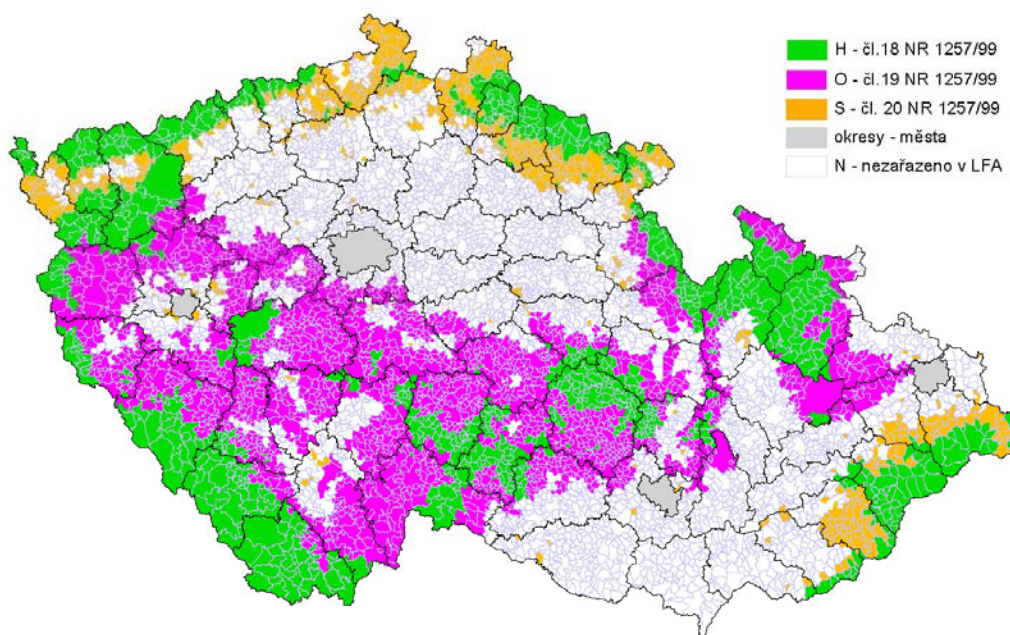 H - čl.18 NR 1257/99
O - čl.19 NR 1257/99
S - čl. 20 NR 1257/99
okresy - města
N - nezařazeno v LFA